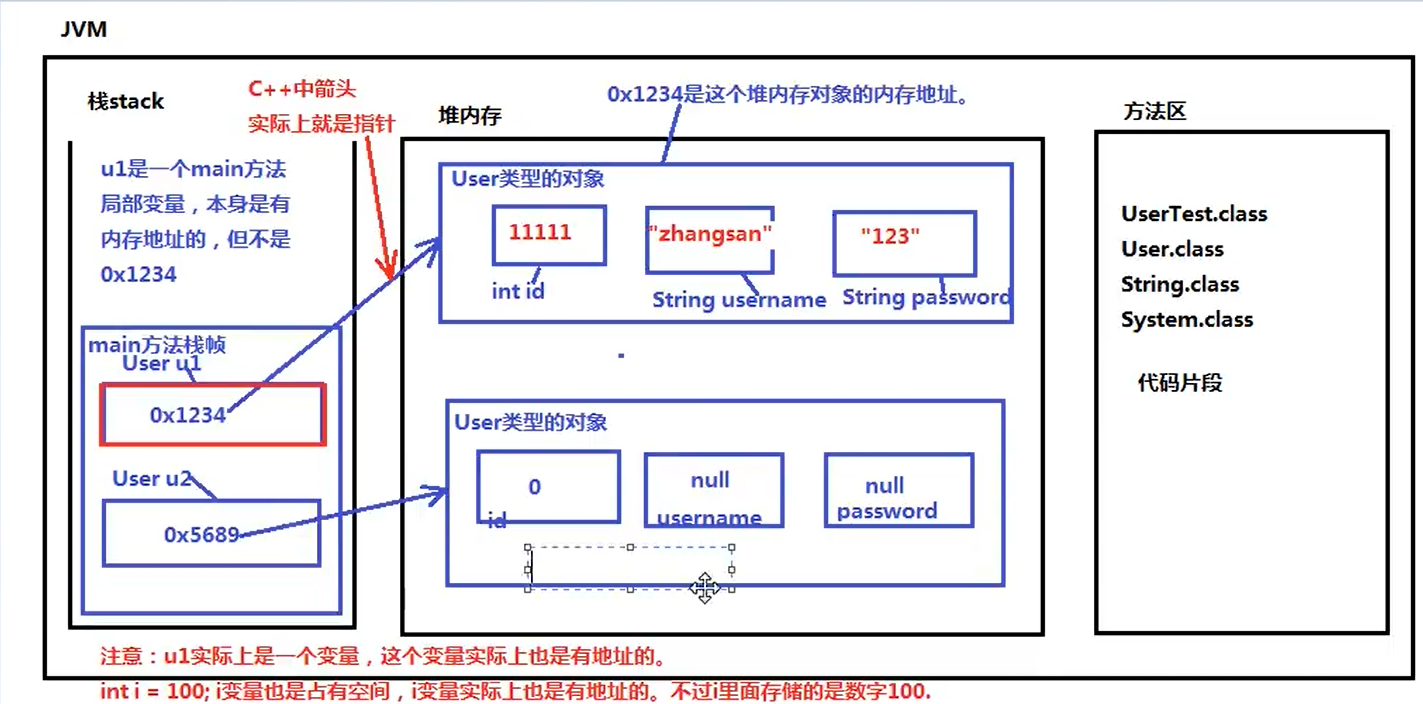 JVM
栈stack
C++中箭头
实际上就是指针
u1是一个main方法
局部变量，本身是有
内存地址的，但不是
0x1234
main方法栈帧
User u1
0x1234
User u2
0x5689
堆内存
0x1234是这个堆内存对象的内存地址。
User类型的对象
11111
"zhangsan"
"123"
int id
String username
String password
User类型的对象
0
null
null
id
username
password
方法区
UserTest.class
User.class
String.class
System.class
代码片段
注意：u1实际上是一个变量，这个变量实际上也是有地址的。
int i = 100; i变量也是占有空间，i变量实际上也是有地址的。不过i里面存储的是数字100.